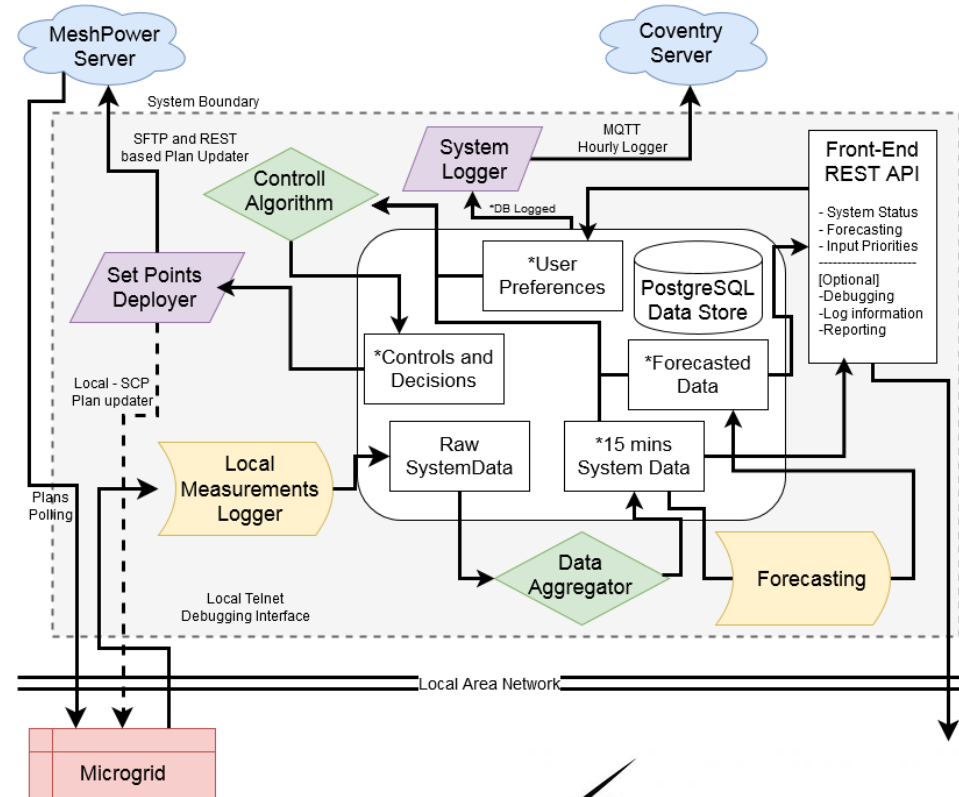 MeshPower
Server
Coventry
Server
System Boundary
SFTP and REST
based Plan Updater
System
Logger
MQTT
Hourly Logger
Front-End
REST API
- System Status
- Forecasting
- Input Priorities
------------------------
[Optional]
-Debugging
-Log information
-Reporting
Controll
Algorithm
*DB Logged
*User
Preferences
PostgreSQL
Data Store
Set Points
Deployer
*Controls and
Decisions
*Forecasted
Data
Local - SCP
Plan updater
Raw
SystemData
*15 mins
System Data
Local
Measurements
Logger
Plans
Polling
Data
Aggregator
Forecasting
Local Telnet
Debugging Interface
Local Area Network
Microgrid